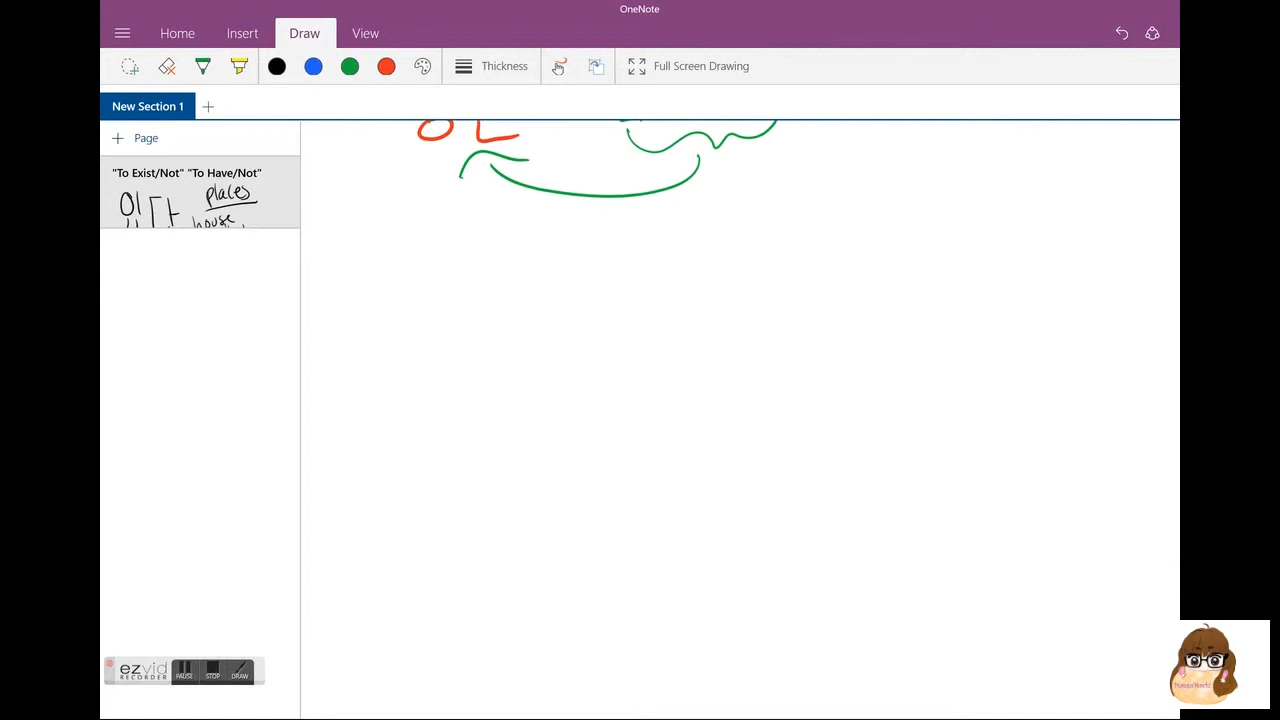 OneNote
Home Insert Draw View
Thickness Full Screen Drawing
New Section 1
Page
"To Exist/Not" "To Have/Not"
places
house
ezvid
RECORDER
PAUSE STOP DRAW